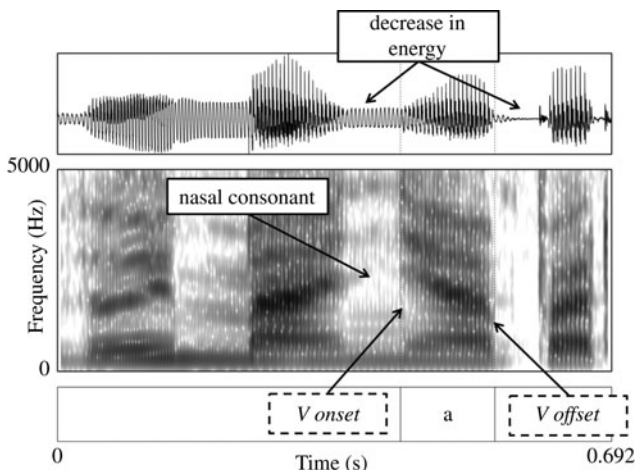 decrease in
energy
5000
nasal consonant
Frequency (Hz)
0
V onset
a
V offset
0
Time (s)
0.692